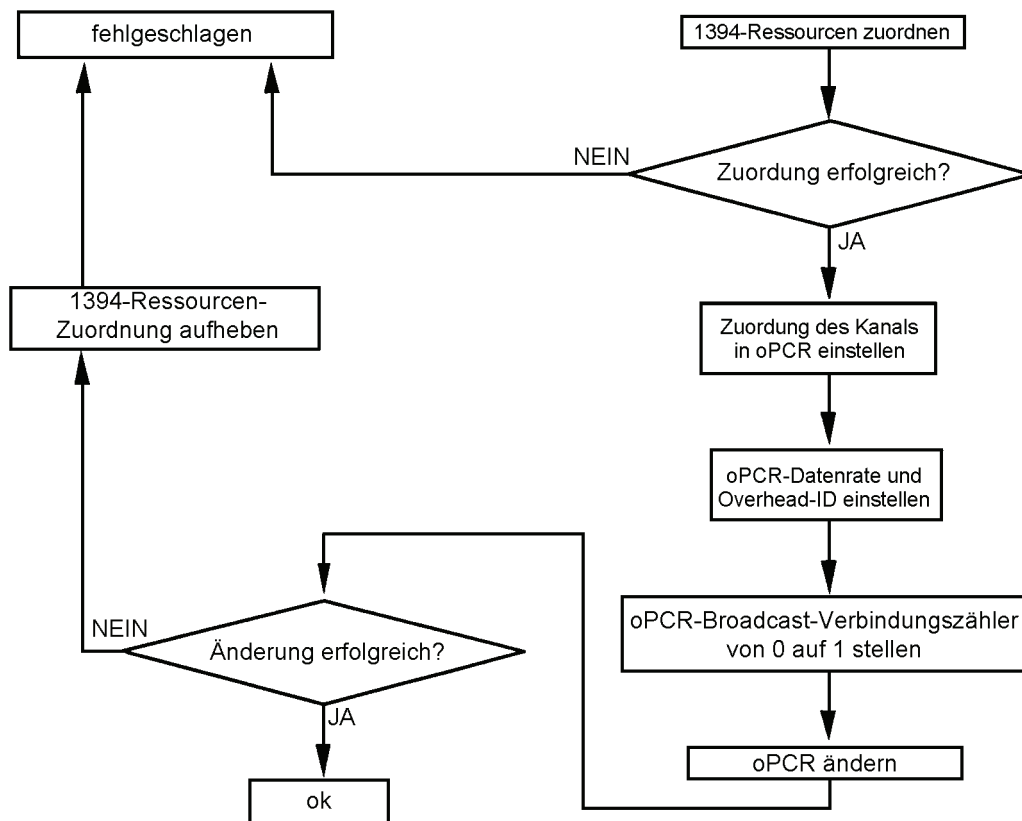 fehlgeschlagen
1394-Ressourcen zuordnen
NEIN
Zuordung erfolgreich?
JA
1394-Ressourcen-
Zuordnung aufheben
Zuordung des Kanals
in oPCR einstellen
oPCR-Datenrate und
Overhead-ID einstellen
oPCR-Broadcast-Verbindungszähler
von 0 auf 1 stellen
NEIN
Änderung erfolgreich?
JA
oPCR ändern
ok